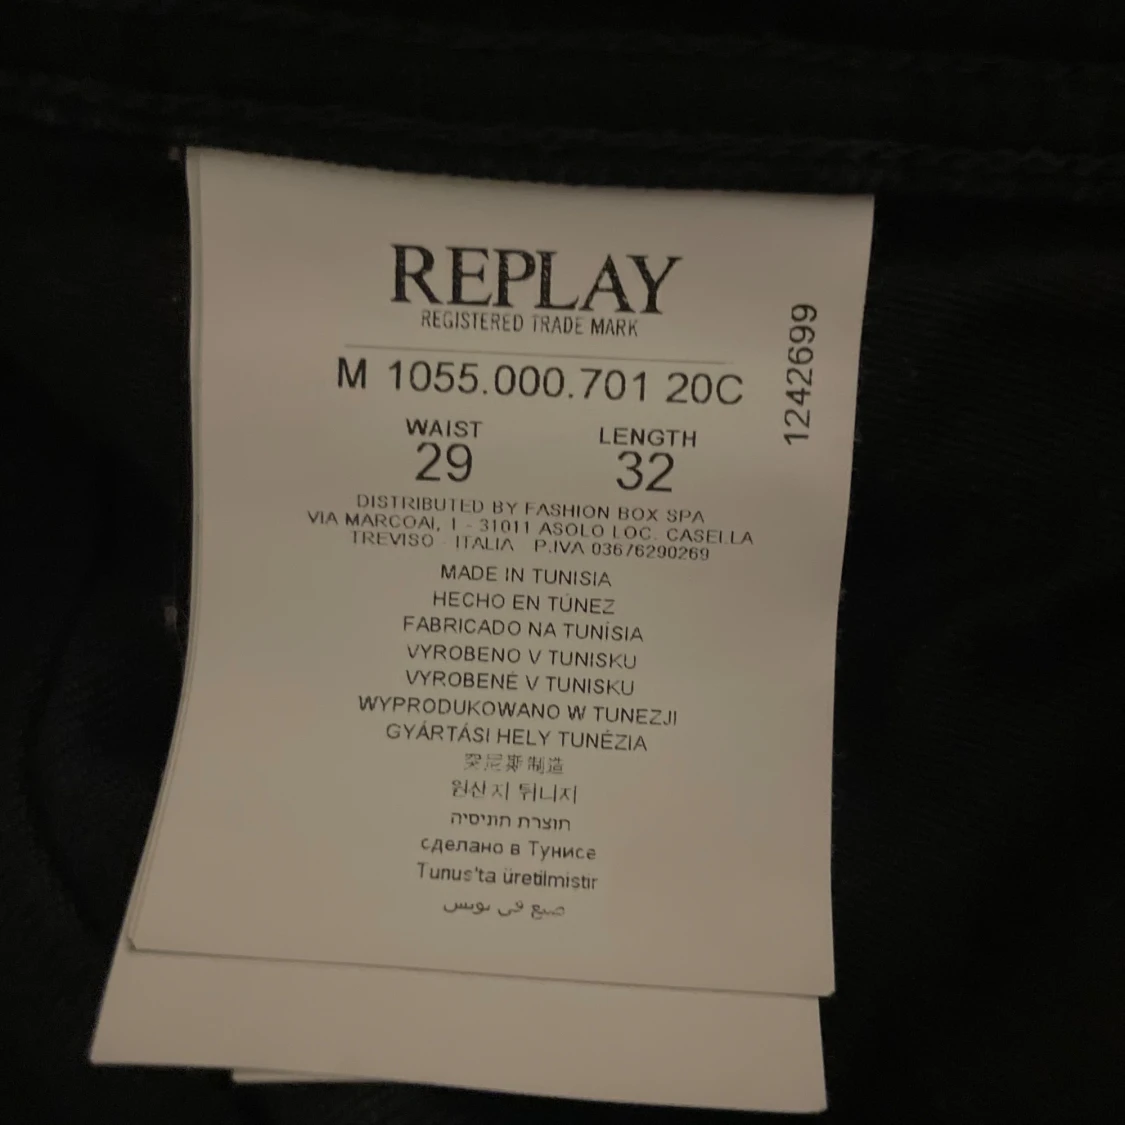 REPLAY
REGISTERED TRADE MARK
M 1055.000.701 20C
1242699
WAIST LENGTH
29 32
DISTRIBUTED BY FASHION BOX SPA
VIA MARCOAI, 1 - 31011 ASOLO LOC. CASELLA
TREVISO - ITALIA P.IVA 03676290269
MADE IN TUNISIA
HECHO EN TÚNEZ
FABRICADO NA TUNÍSIA
VYROBENO V TUNISKU
VYROBENÉ V TUNISKU
WYPRODUKOWANO W TUNEZJI
GYÁRTÁSI HELY TUNÉZIA
突尼斯制造
원산지 튀니지
תוצרת תוניסיה
сделано в Тунисе
Tunus'ta üretilmiştir
صنع في تونس